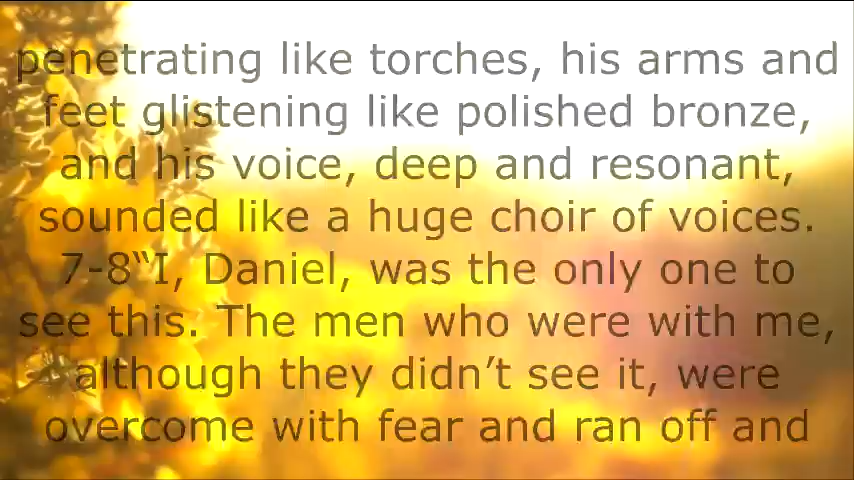 penetrating like torches, his arms and
feet glistening like polished bronze,
and his voice, deep and resonant,
sounded like a huge choir of voices.
7-8“I, Daniel, was the only one to
see this. The men who were with me,
although they didn’t see it, were
overcome with fear and ran off and